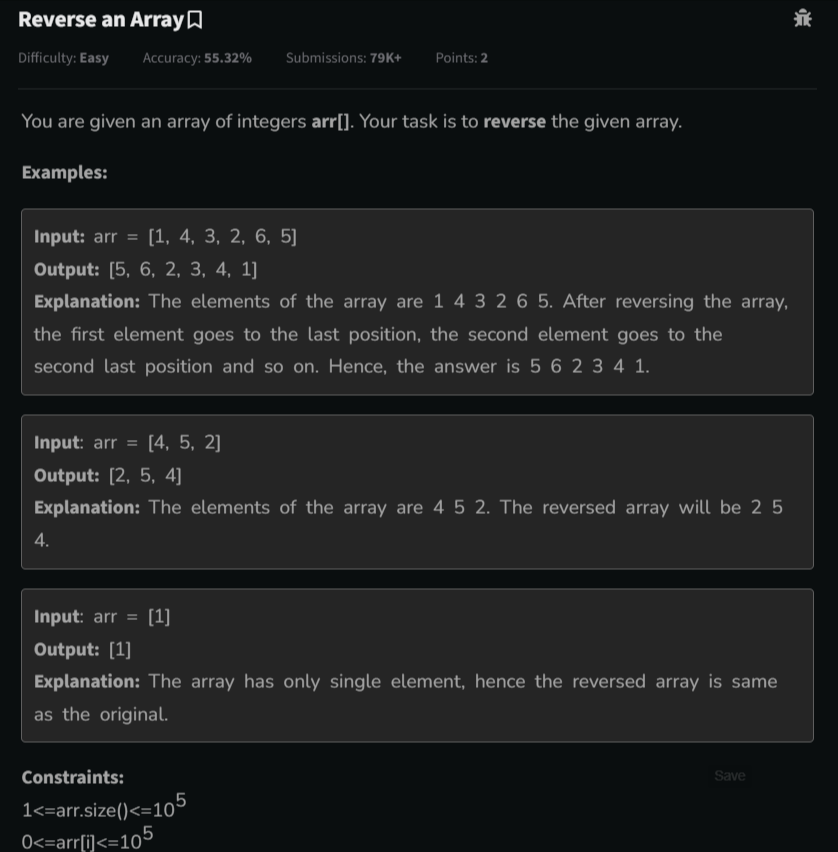 Reverse an Array
Difficulty: Easy Accuracy: 55.32% Submissions: 79K+ Points: 2
You are given an array of integers arr[]. Your task is to reverse the given array.
Examples:
Input: arr = [1, 4, 3, 2, 6, 5]
Output: [5, 6, 2, 3, 4, 1]
Explanation: The elements of the array are 1 4 3 2 6 5. After reversing the array,
the first element goes to the last position, the second element goes to the
second last position and so on. Hence, the answer is 5 6 2 3 4 1.
Input: arr = [4, 5, 2]
Output: [2, 5, 4]
Explanation: The elements of the array are 4 5 2. The reversed array will be 2 5
4.
Input: arr = [1]
Output: [1]
Explanation: The array has only single element, hence the reversed array is same
as the original.
Constraints:
Save
1<=arr.size()<=10⁵
0<=arr[i]<=10⁵